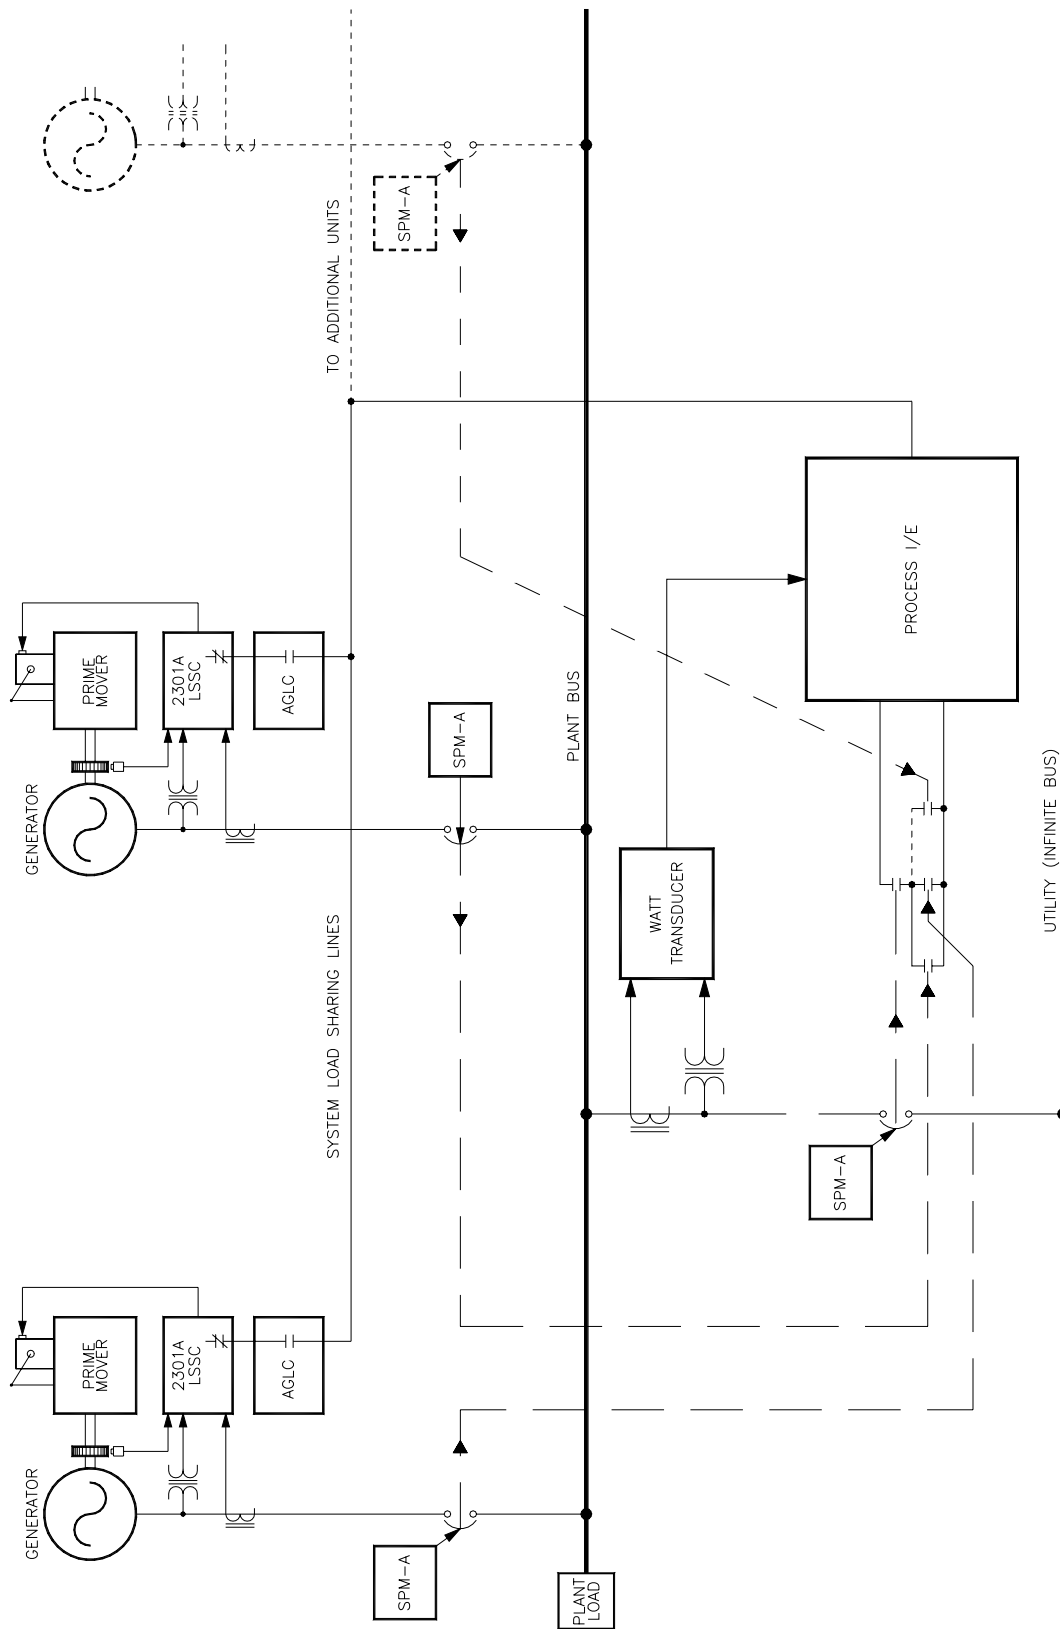 GENERATOR
GENERATOR
PRIME
MOVER
PRIME
MOVER
2301A
LSSC
2301A
LSSC
AGLC
AGLC
SYSTEM LOAD SHARING LINES
TO ADDITIONAL UNITS
SPM-A
SPM-A
SPM-A
PLANT
LOAD
PLANT BUS
WATT
TRANSDUCER
SPM-A
PROCESS I/E
UTILITY (INFINITE BUS)